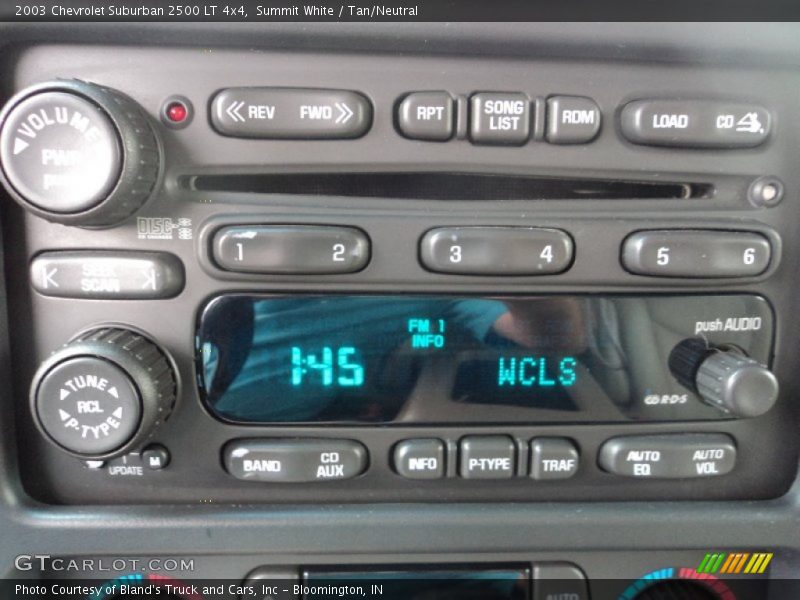 2003 Chevrolet Suburban 2500 LT 4x4, Summit White / Tan/Neutral
VOLUME
PWR
REV FWD
RPT
SONG
LIST
RDM
LOAD CD
DISC
1 2
3 4
5 6
SEEK
SCAN
FM 1
INFO
1:45
WCLS
push AUDIO
R·D·S
TUNE
RCL
P-TYPE
H UPDATE M
BAND
CD
AUX
INFO
P-TYPE
TRAF
AUTO
EQ
AUTO
VOL
AUTO
GTCARLOT.COM
Photo Courtesy of Bland's Truck and Cars, Inc - Bloomington, IN